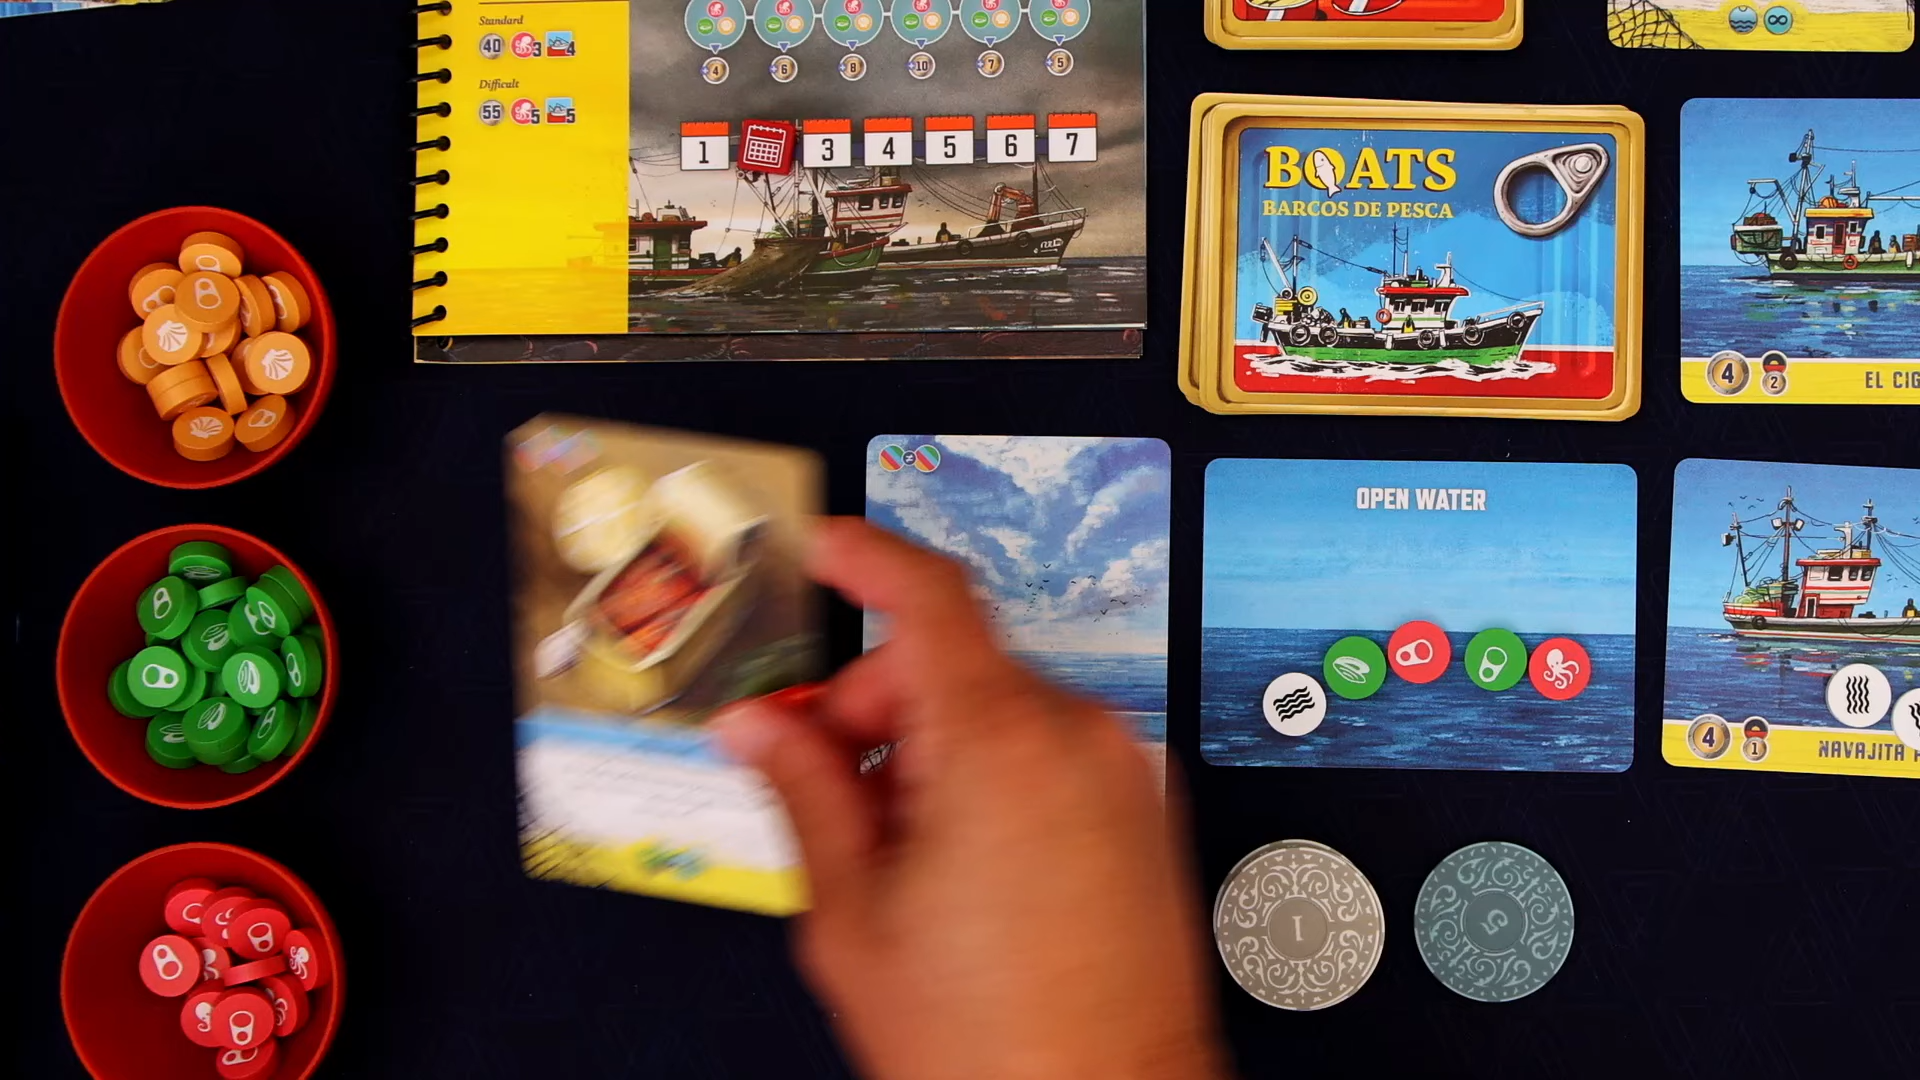 Standard
40 3 4
Difficult
55 5 5
4 6 8 10 7 5
1 3 4 5 6 7
BOATS
BARCOS DE PESCA
4 2 EL CIG
OPEN WATER
4 1 NAVAJITA
1
5